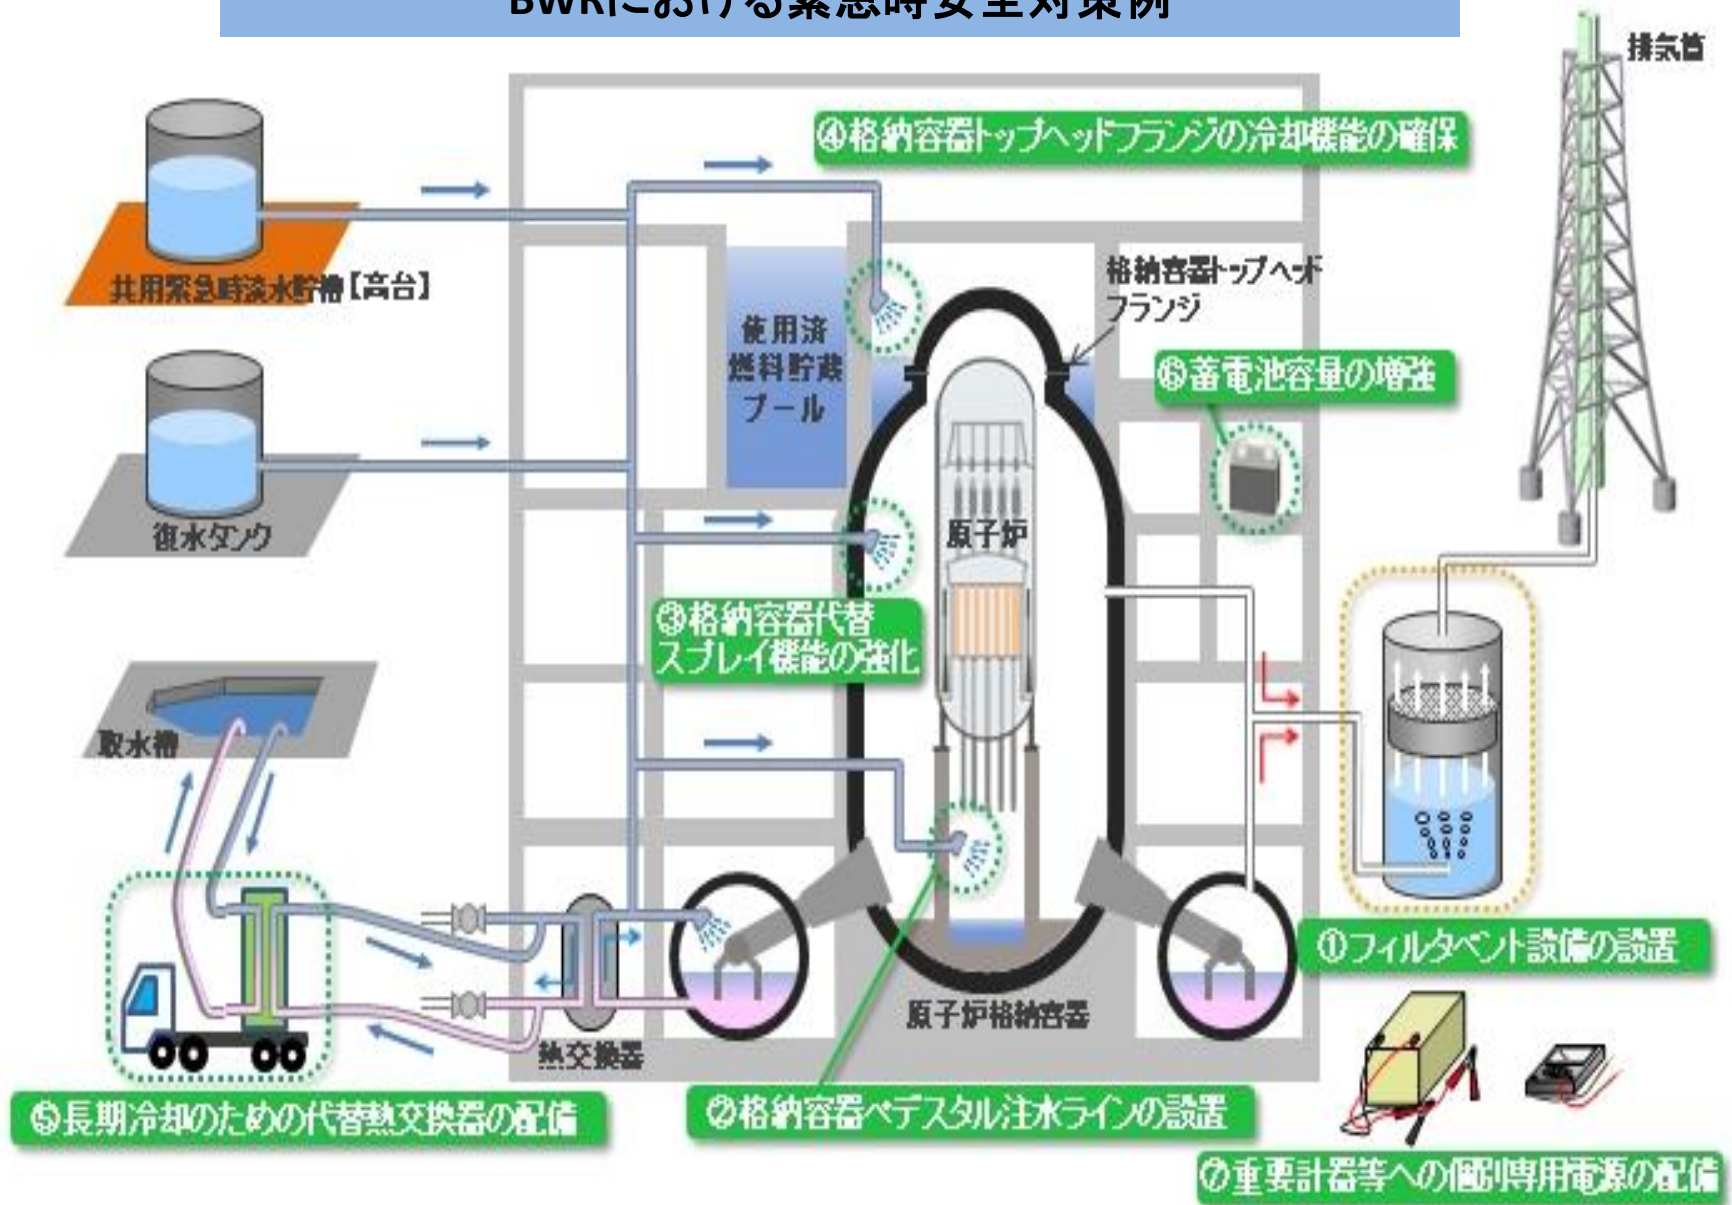 BWRにおける緊急時安全対策例
排気筒
④格納容器トップヘッドフランジの冷却機能の確保
共用緊急時淡水貯槽【高台】
格納容器トップヘッド
フランジ
使用済
燃料貯蔵
プール
⑥蓄電池容量の増強
復水タンク
原子炉
③格納容器代替
スプレイ機能の強化
取水槽
①フィルタベント設備の設置
原子炉格納容器
熱交換器
⑤長期冷却のための代替熱交換器の配備
②格納容器ペデスタル注水ラインの設置
⑦重要計器等への個別専用電源の配備